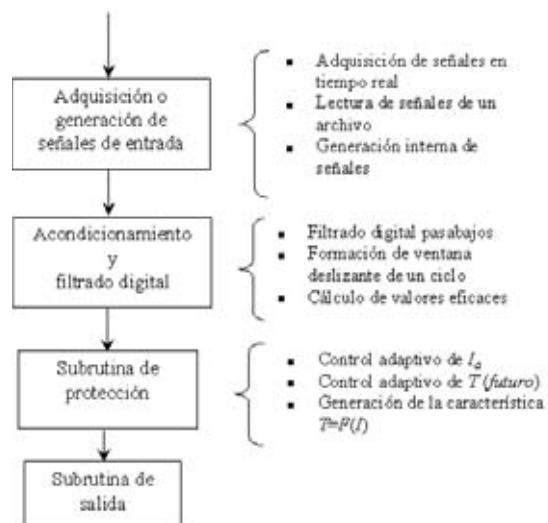 Adquisición o
generación de
señales de entrada
▪ Adquisición de señales en
tiempo real
▪ Lectura de señales de un
archivo
▪ Generación interna de
señales
Acondicionamiento
y
filtrado digital
▪ Filtrado digital pasabajos
▪ Formación de ventana
deslizante de un ciclo
▪ Cálculo de valores eficaces
Subrutina de
protección
▪ Control adaptivo de Ia
▪ Control adaptivo de T (futuro)
▪ Generación de la característica
T=F(I)
Subrutina de
salida